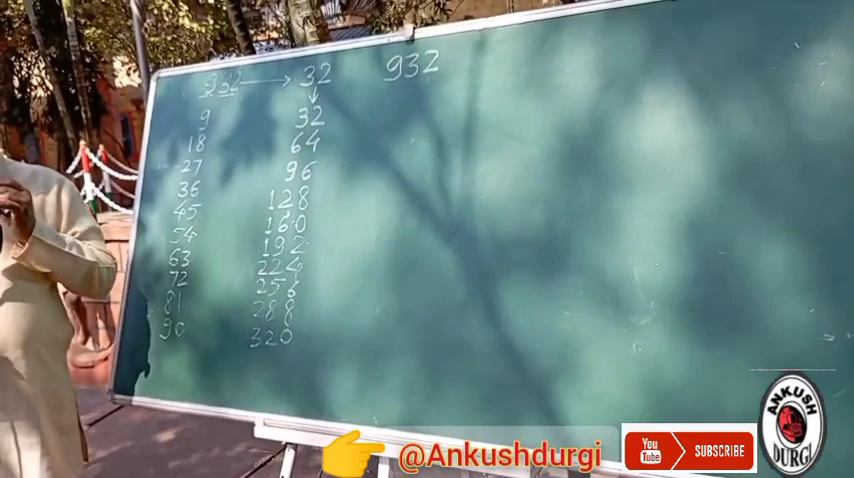 932 → 32 932
9 32
18 64
27 96
36 128
45 160
54 192
63 224
72 256
81 288
90 320
@Ankushdurgi
You Tube SUBSCRIBE
ANKUSH
DURGI